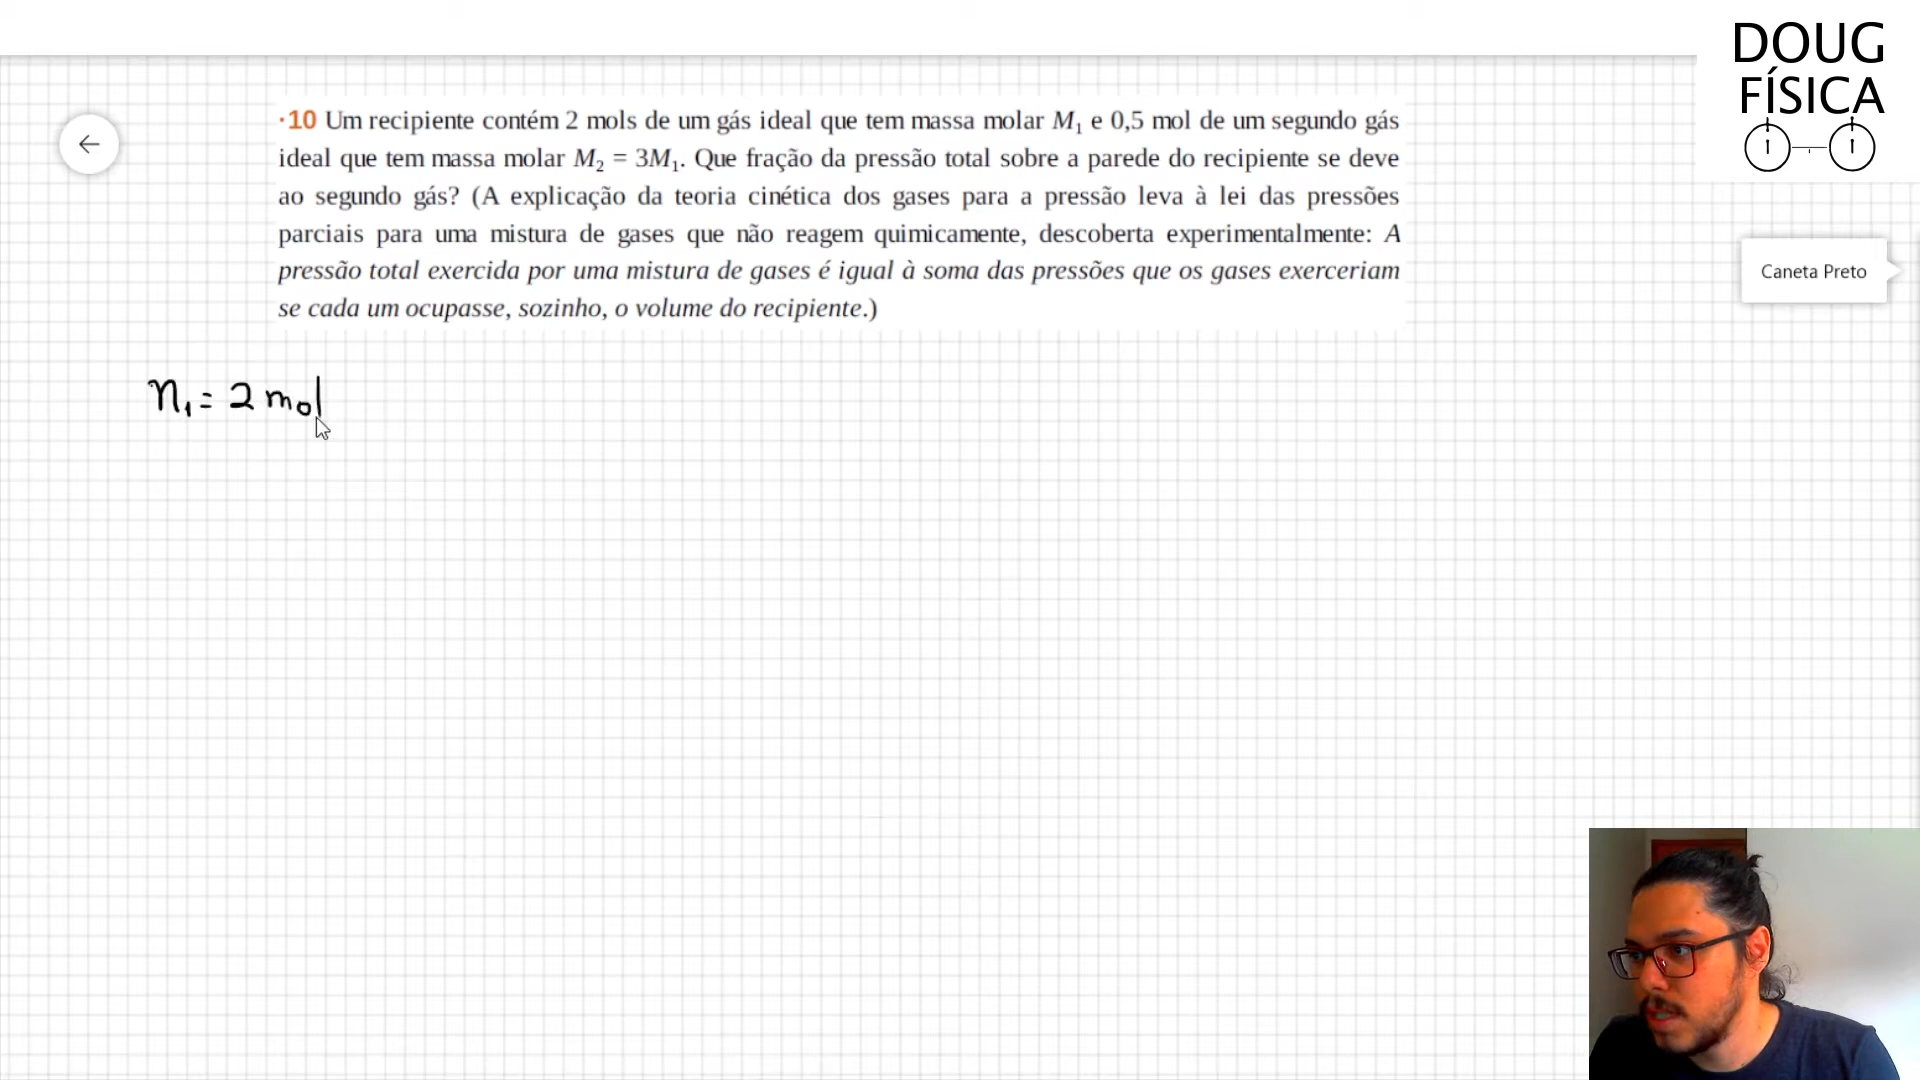 DOUG
FÍSICA
·10 Um recipiente contém 2 mols de um gás ideal que tem massa molar M₁ e 0,5 mol de um segundo gás
ideal que tem massa molar M₂ = 3M₁. Que fração da pressão total sobre a parede do recipiente se deve
ao segundo gás? (A explicação da teoria cinética dos gases para a pressão leva à lei das pressões
parciais para uma mistura de gases que não reagem quimicamente, descoberta experimentalmente: A
pressão total exercida por uma mistura de gases é igual à soma das pressões que os gases exerceriam
se cada um ocupasse, sozinho, o volume do recipiente.)
Caneta Preto
n₁ = 2 mol